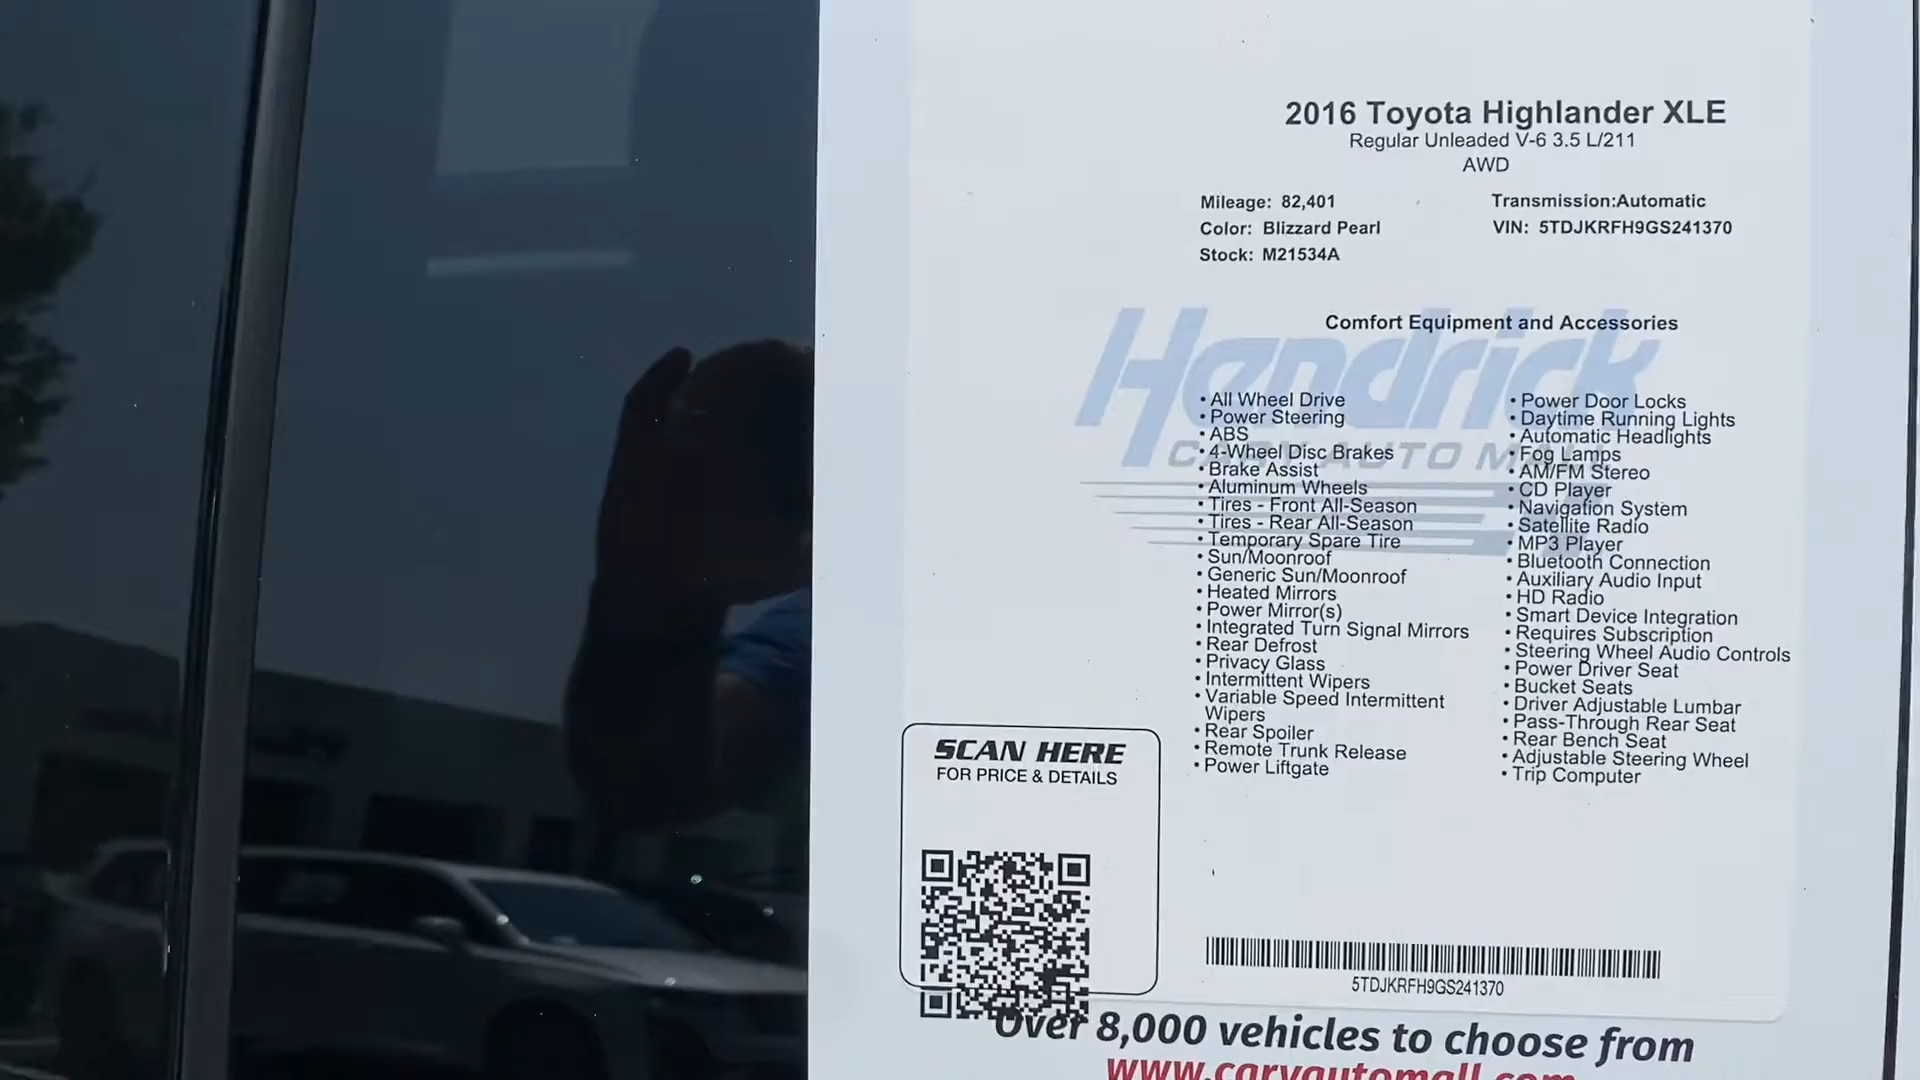 2016 Toyota Highlander XLE
Regular Unleaded V-6 3.5 L/211
AWD
Mileage: 82,401
Transmission:Automatic
Color: Blizzard Pearl
VIN: 5TDJKRFH9GS241370
Stock: M21534A
Hendrick
CARY AUTO MALL
Comfort Equipment and Accessories
• All Wheel Drive
• Power Steering
• ABS
• 4-Wheel Disc Brakes
• Brake Assist
• Aluminum Wheels
• Tires - Front All-Season
• Tires - Rear All-Season
• Temporary Spare Tire
• Sun/Moonroof
• Generic Sun/Moonroof
• Heated Mirrors
• Power Mirror(s)
• Integrated Turn Signal Mirrors
• Rear Defrost
• Privacy Glass
• Intermittent Wipers
• Variable Speed Intermittent
Wipers
• Rear Spoiler
• Remote Trunk Release
• Power Liftgate
• Power Door Locks
• Daytime Running Lights
• Automatic Headlights
• Fog Lamps
• AM/FM Stereo
• CD Player
• Navigation System
• Satellite Radio
• MP3 Player
• Bluetooth Connection
• Auxiliary Audio Input
• HD Radio
• Smart Device Integration
• Requires Subscription
• Steering Wheel Audio Controls
• Power Driver Seat
• Bucket Seats
• Driver Adjustable Lumbar
• Pass-Through Rear Seat
• Rear Bench Seat
• Adjustable Steering Wheel
• Trip Computer
SCAN HERE
FOR PRICE & DETAILS
5TDJKRFH9GS241370
Over 8,000 vehicles to choose from
www.caryautomall.com